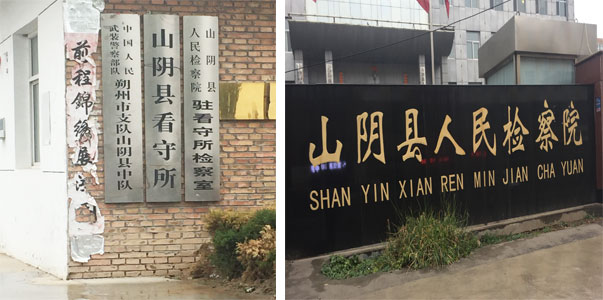 前程錦绣展
中国人民
武装警察部队
朔州市支队山阴县中队
山阴县看守所
山阴县
人民检察院
驻看守所检察室
山阴县人民检察院
SHAN YIN XIAN REN MIN JIAN CHA YUAN